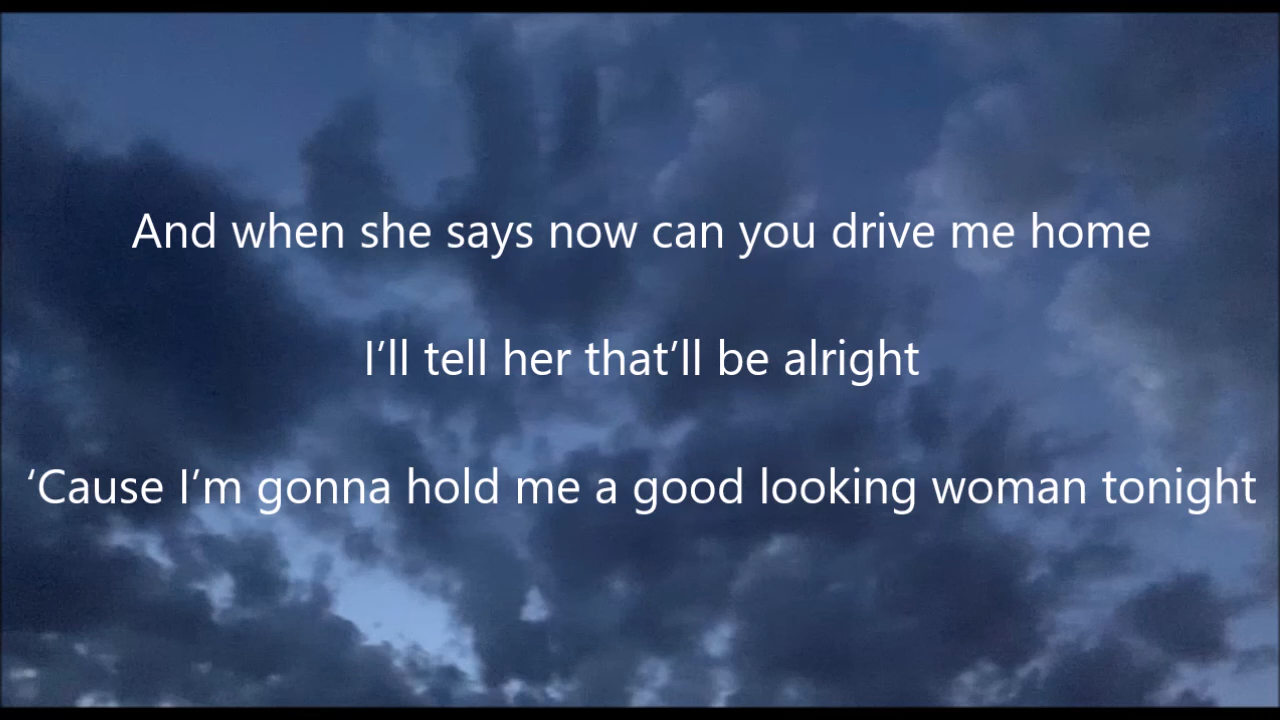 And when she says now can you drive me home
I’ll tell her that’ll be alright
‘Cause I’m gonna hold me a good looking woman tonight